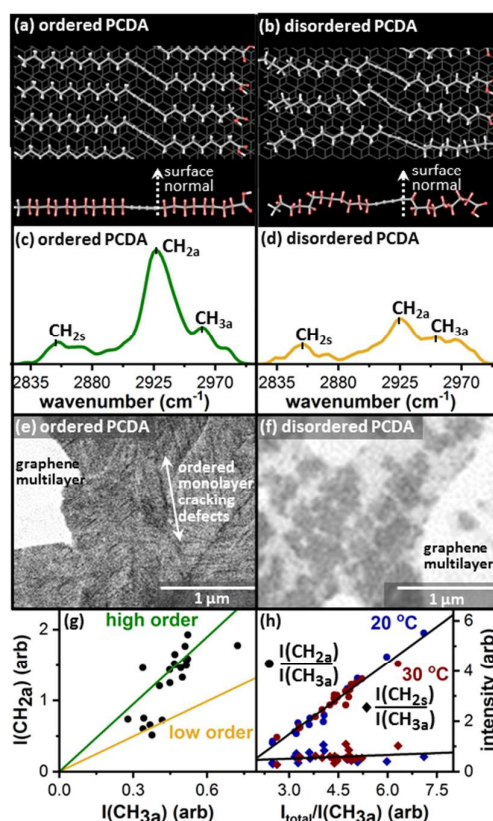 (a) ordered PCDA
(b) disordered PCDA
surface
normal
surface
normal
(c) ordered PCDA
CH2a
CH2s
CH3a
2835 2880 2925 2970
wavenumber (cm-1)
(d) disordered PCDA
CH2s
CH2a
CH3a
2835 2880 2925 2970
wavenumber (cm-1)
(e) ordered PCDA
graphene
multilayer
ordered
monolayer
cracking
defects
1 µm
(f) disordered PCDA
graphene
multilayer
1 µm
(g)
high order
low order
I(CH2a) (arb)
2
1
0
0.0 0.3 0.6
I(CH3a) (arb)
(h)
20 °C
30 °C
I(CH2a)
I(CH3a)
I(CH2s)
I(CH3a)
6
4
2
0
intensity (arb)
3.0 4.5 6.0 7.5
Itotal/I(CH3a) (arb)